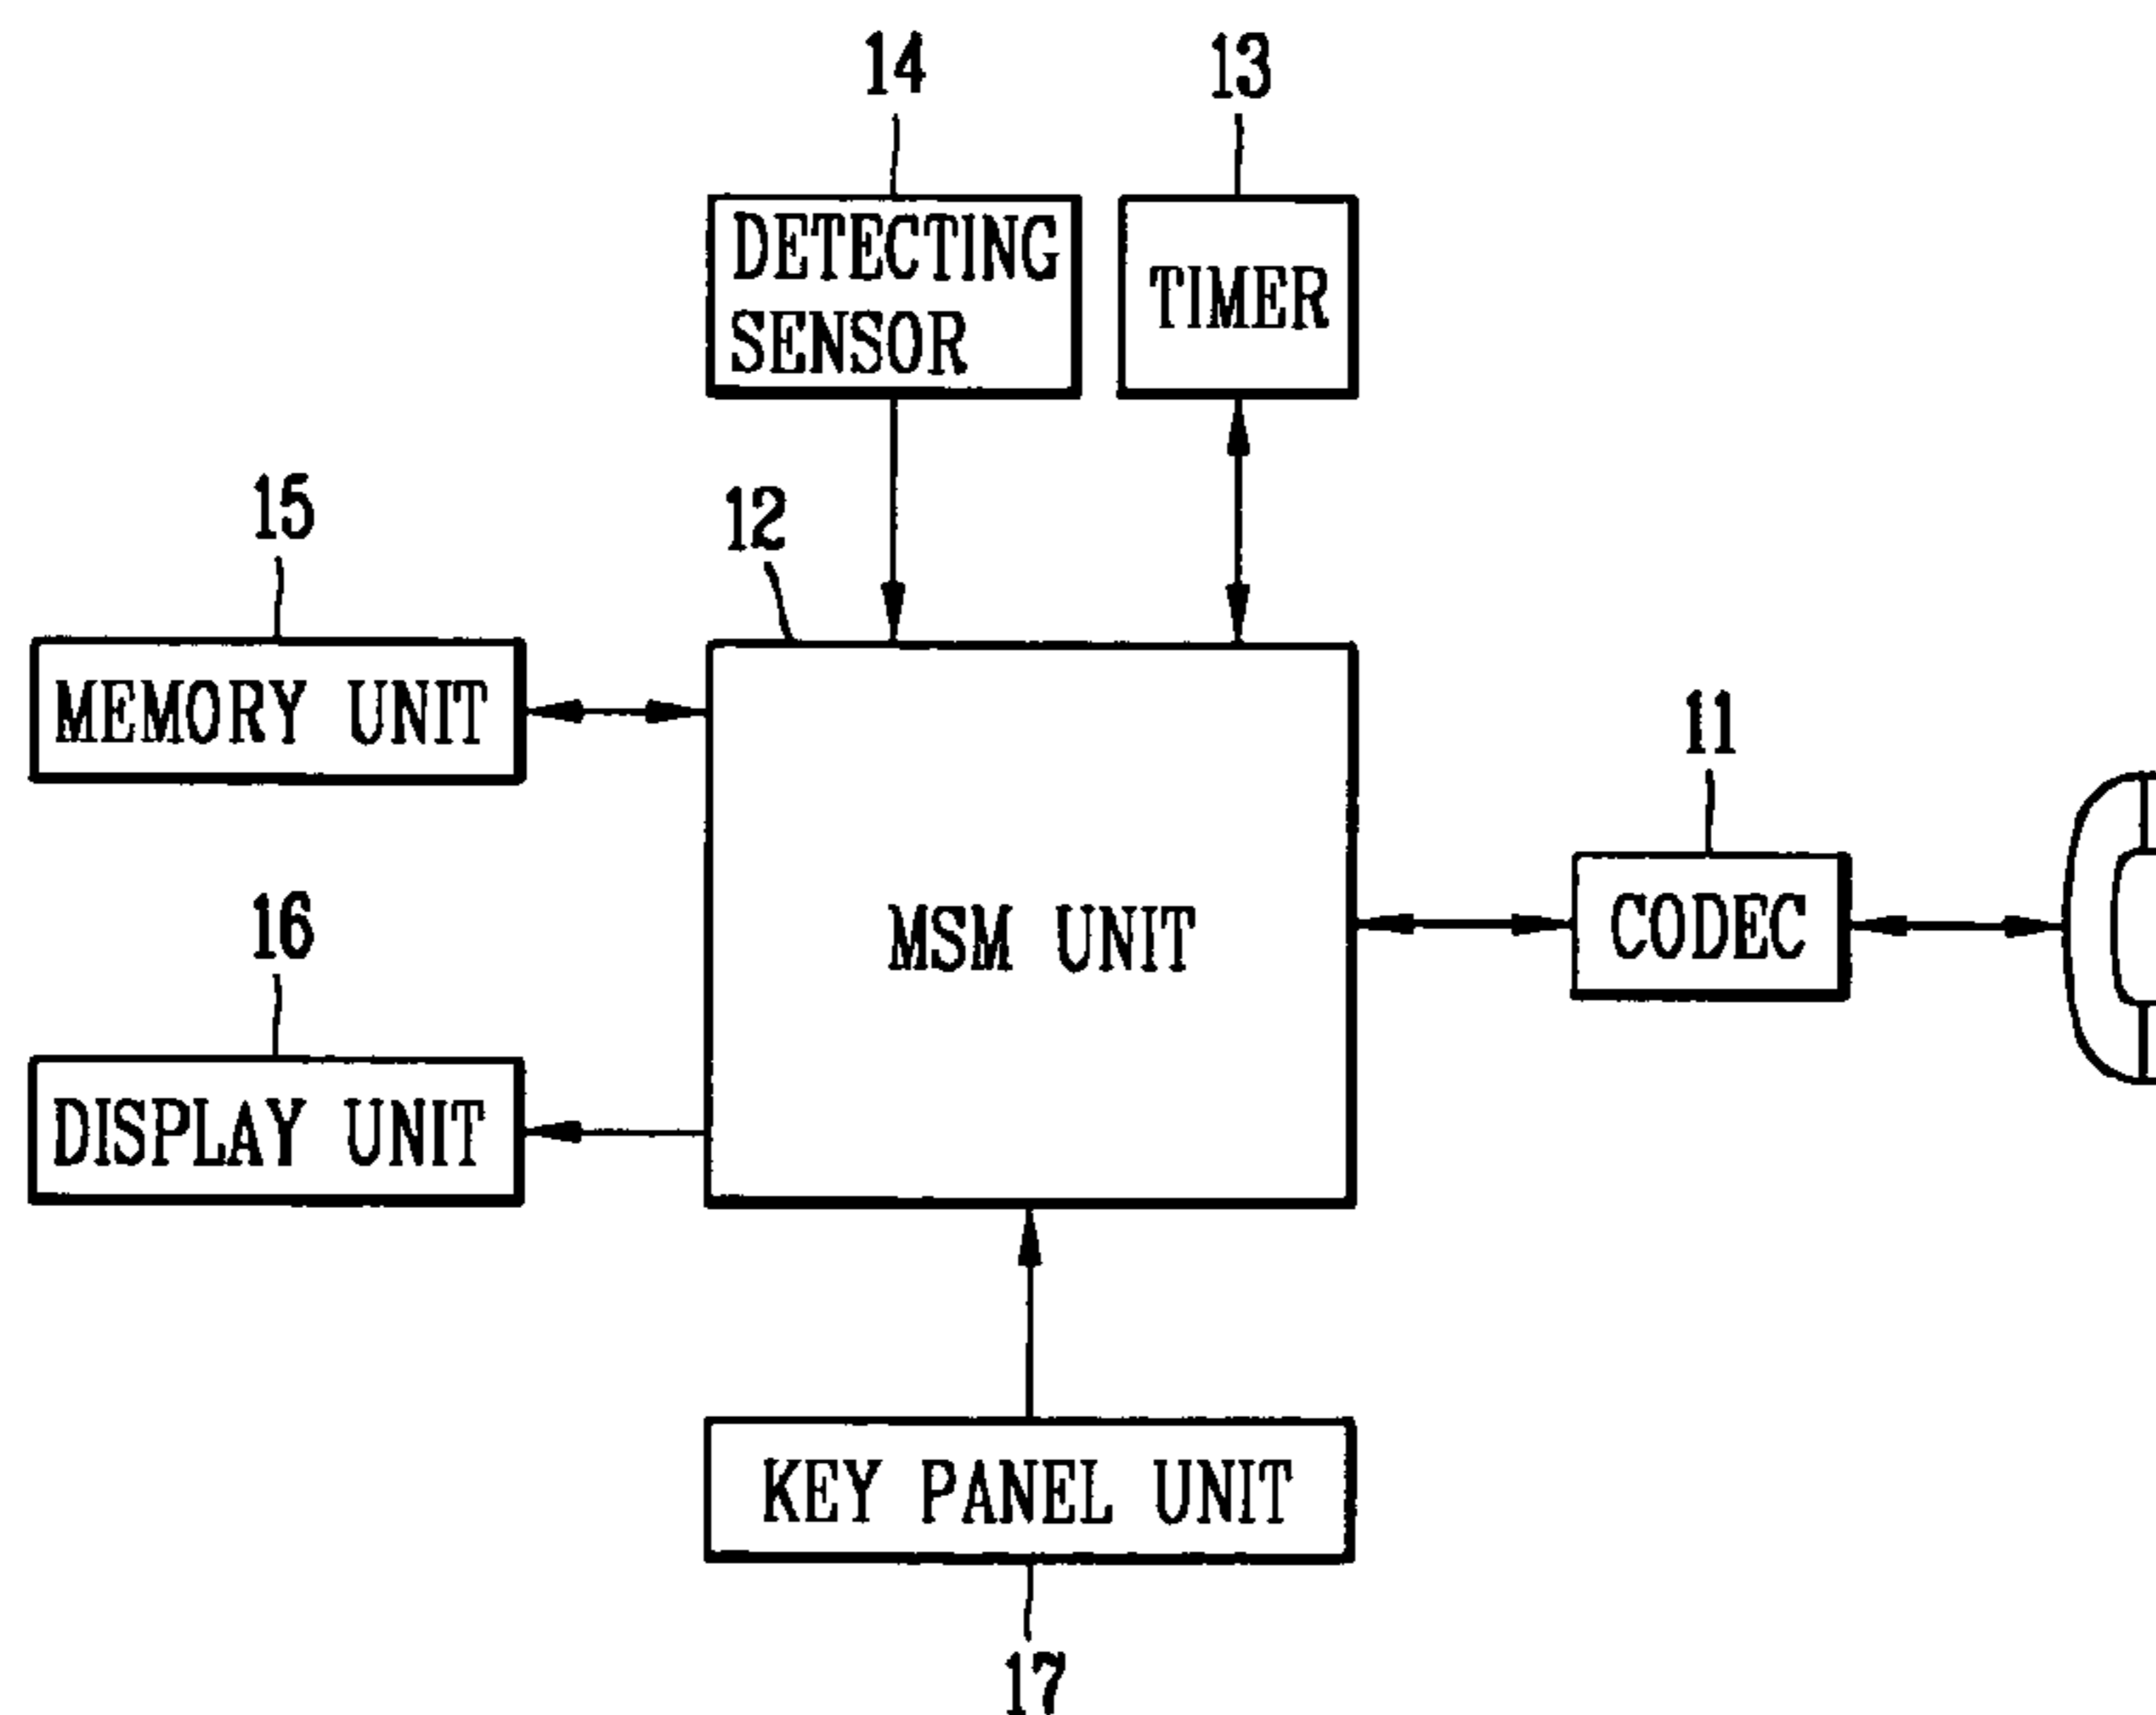 14
13
DETECTING
SENSOR
TIMER
15
12
MEMORY UNIT
11
16
MSM UNIT
CODEC
DISPLAY UNIT
KEY PANEL UNIT
17